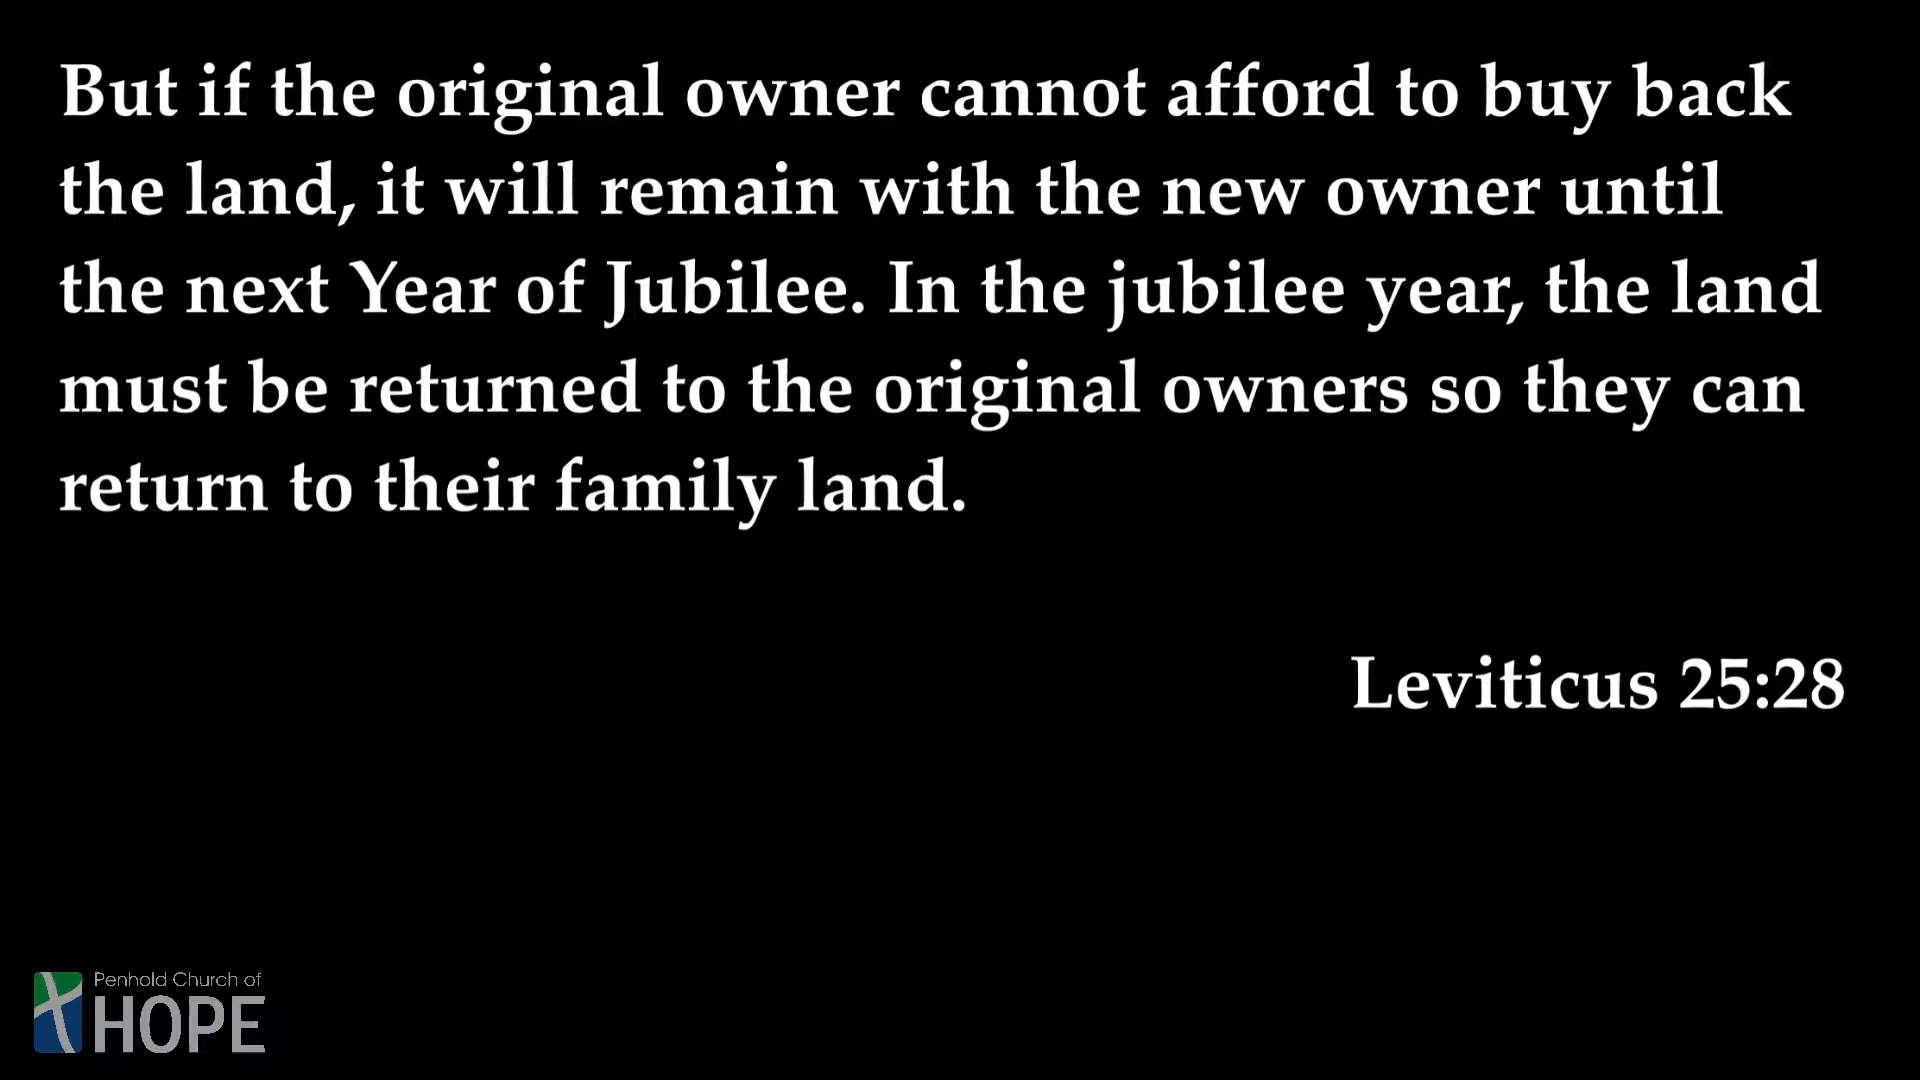 But if the original owner cannot afford to buy back
the land, it will remain with the new owner until
the next Year of Jubilee. In the jubilee year, the land
must be returned to the original owners so they can
return to their family land.
Leviticus 25:28
Penhold Church of
HOPE